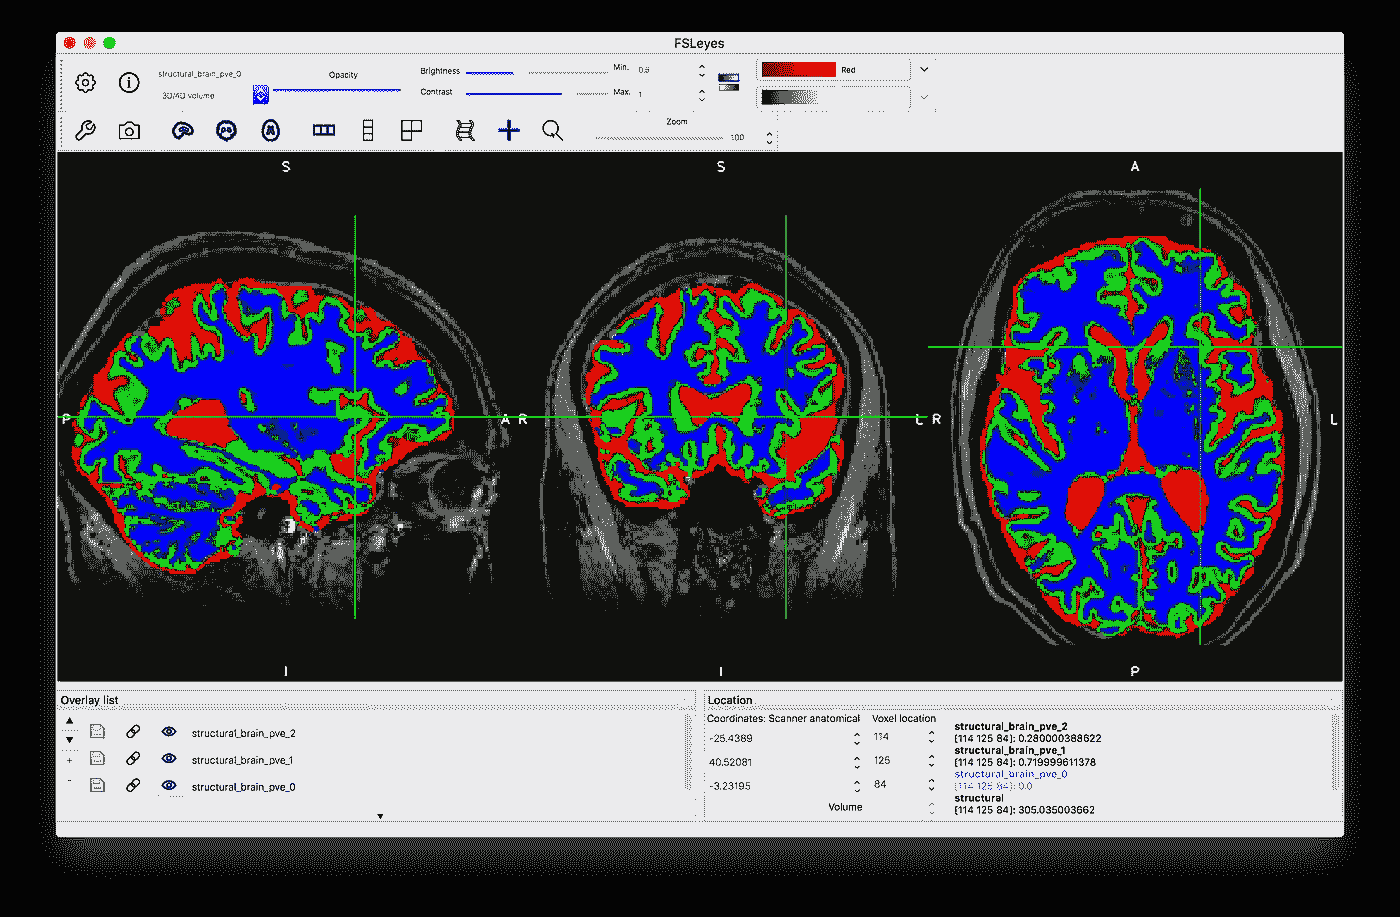 FSLeyes
structural_brain_pve_0
3D/4D volume
Opacity
Brightness
Contrast
Min.
0.6
Max.
1
Red
Zoom
100
S
S
A
P
A
R
L
R
L
I
I
P
Overlay list
structural_brain_pve_2
structural_brain_pve_1
structural_brain_pve_0
Location
Coordinates: Scanner anatomical
Voxel location
-25.4389
114
40.52081
125
-3.23195
84
Volume
structural_brain_pve_2
[114 125 84]: 0.280000388622
structural_brain_pve_1
[114 125 84]: 0.719999611378
structural_brain_pve_0
[114 125 84]: 0.0
structural
[114 125 84]: 305.035003662